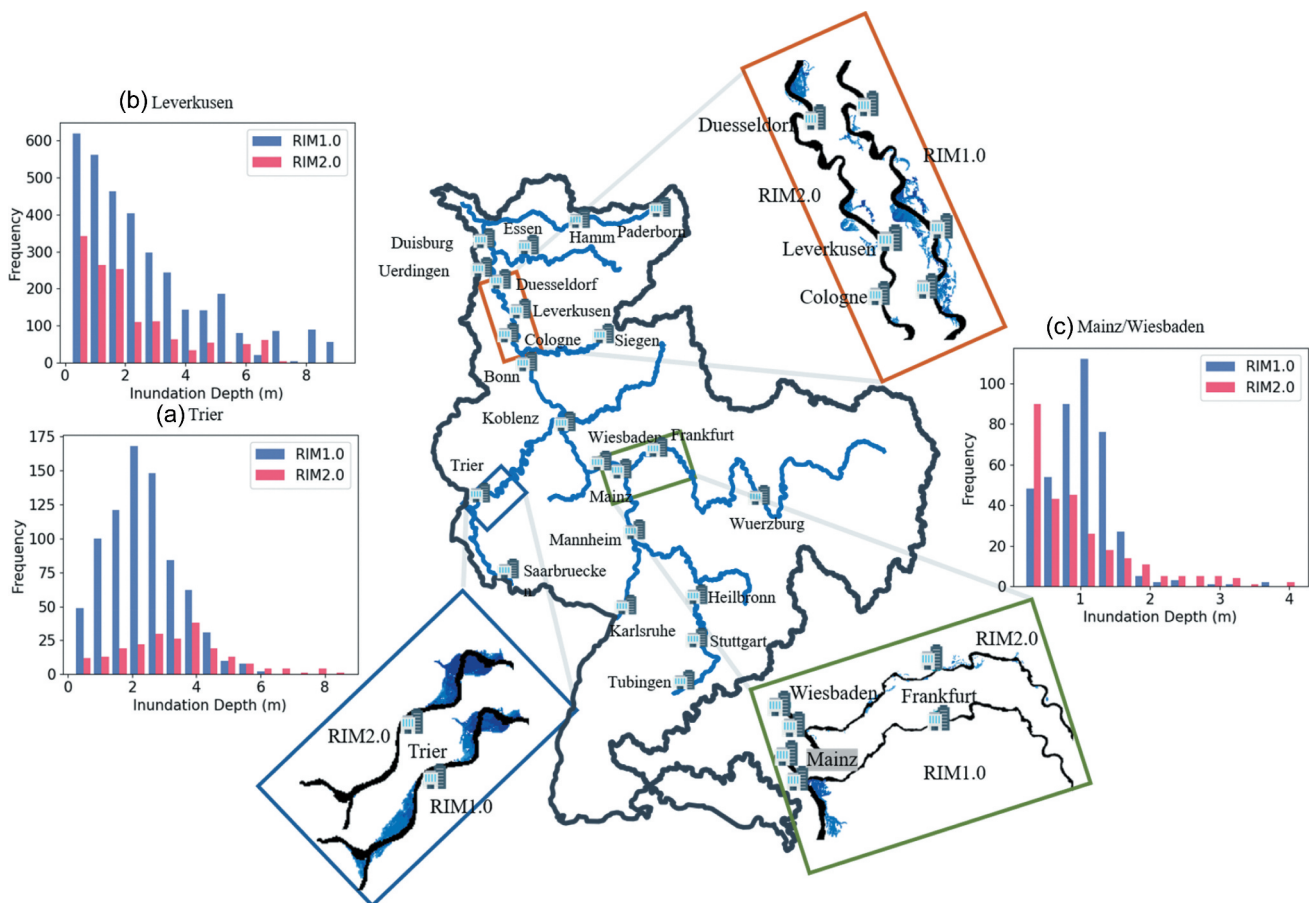 (b) Leverkusen
600
500
400
300
200
100
0
Frequency
RIM1.0
RIM2.0
0 2 4 6 8
Inundation Depth (m)
(a) Trier
175
150
125
100
75
50
25
0
Frequency
RIM1.0
RIM2.0
0 2 4 6 8
Inundation Depth (m)
Duisburg
Essen
Hamm
Paderborn
Uerdingen
Duesseldorf
Leverkusen
Cologne
Siegen
Bonn
Koblenz
Wiesbaden
Frankfurt
Trier
Mainz
Wuerzburg
Mannheim
Saarbruecke
n
Heilbronn
Karlsruhe
Stuttgart
Tubingen
Duesseldorf
RIM1.0
RIM2.0
Leverkusen
Cologne
(c) Mainz/Wiesbaden
100
80
60
40
20
0
Frequency
RIM1.0
RIM2.0
1 2 3 4
Inundation Depth (m)
RIM2.0
Trier
RIM1.0
RIM2.0
Wiesbaden
Frankfurt
Mainz
RIM1.0